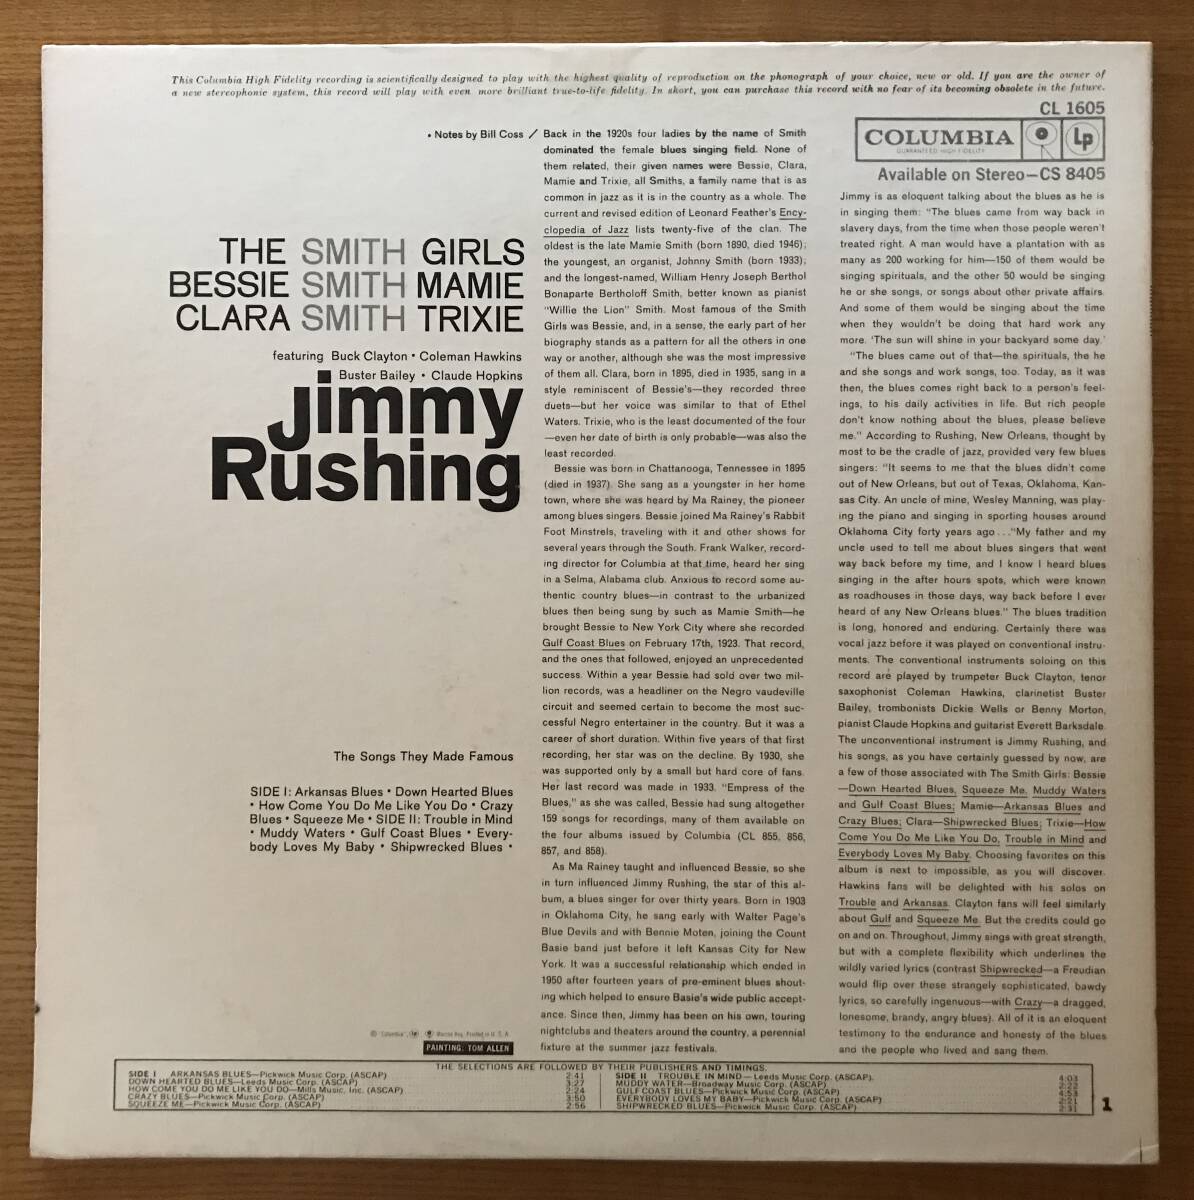 This Columbia High Fidelity recording is scientifically designed to play with the highest quality of reproduction on the phonograph of your choice, new or old. If you are the owner of
a new stereophonic system, this record will play with even more brilliant true-to-life fidelity. In short, you can purchase this record with no fear of its becoming obsolete in the future.
CL 1605
COLUMBIA Lp
GUARANTEED HIGH FIDELITY
Available on Stereo—CS 8405
THE SMITH GIRLS
BESSIE SMITH MAMIE
CLARA SMITH TRIXIE
featuring Buck Clayton • Coleman Hawkins
Buster Bailey • Claude Hopkins
Jimmy
Rushing
The Songs They Made Famous
SIDE I: Arkansas Blues • Down Hearted Blues
• How Come You Do Me Like You Do • Crazy
Blues • Squeeze Me • SIDE II: Trouble in Mind
• Muddy Waters • Gulf Coast Blues • Every-
body Loves My Baby • Shipwrecked Blues •
• Notes by Bill Coss / Back in the 1920s four ladies by the name of Smith
dominated the female blues singing field. None of
them related, their given names were Bessie, Clara,
Mamie and Trixie, all Smiths, a family name that is as
common in jazz as it is in the country as a whole. The
current and revised edition of Leonard Feather's Ency-
clopedia of Jazz lists twenty-five of the clan. The
oldest is the late Mamie Smith (born 1890, died 1946);
the youngest, an organist, Johnny Smith (born 1933);
and the longest-named, William Henry Joseph Berthol
Bonaparte Bertholoff Smith, better known as pianist
"Willie the Lion" Smith. Most famous of the Smith
Girls was Bessie, and, in a sense, the early part of her
biography stands as a pattern for all the others in one
way or another, although she was the most impressive
of them all. Clara, born in 1895, died in 1935, sang in a
style reminiscent of Bessie's—they recorded three
duets—but her voice was similar to that of Ethel
Waters. Trixie, who is the least documented of the four
—even her date of birth is only probable—was also the
least recorded.
Bessie was born in Chattanooga, Tennessee in 1895
(died in 1937). She sang as a youngster in her home
town, where she was heard by Ma Rainey, the pioneer
among blues singers. Bessie joined Ma Rainey's Rabbit
Foot Minstrels, traveling with it and other shows for
several years through the South. Frank Walker, record-
ing director for Columbia at that time, heard her sing
in a Selma, Alabama club. Anxious to record some au-
thentic country blues—in contrast to the urbanized
blues then being sung by such as Mamie Smith—he
brought Bessie to New York City where she recorded
Gulf Coast Blues on February 17th, 1923. That record,
and the ones that followed, enjoyed an unprecedented
success. Within a year Bessie had sold over two mil-
lion records, was a headliner on the Negro vaudeville
circuit and seemed certain to become the most suc-
cessful Negro entertainer in the country. But it was a
career of short duration. Within five years of that first
recording, her star was on the decline. By 1930, she
was supported only by a small but hard core of fans.
Her last record was made in 1933. "Empress of the
Blues," as she was called, Bessie had sung altogether
159 songs for recordings, many of them available on
the four albums issued by Columbia (CL 855, 856,
857, and 858).
As Ma Rainey taught and influenced Bessie, so she
in turn influenced Jimmy Rushing, the star of this al-
bum, a blues singer for over thirty years. Born in 1903
in Oklahoma City, he sang early with Walter Page's
Blue Devils and with Bennie Moten, joining the Count
Basie band just before it left Kansas City for New
York. It was a successful relationship which ended in
1950 after fourteen years of pre-eminent blues shout-
ing which helped to ensure Basie's wide public accept-
ance. Since then, Jimmy has been on his own, touring
nightclubs and theaters around the country, a perennial
fixture at the summer jazz festivals.
Jimmy is as eloquent talking about the blues as he is
in singing them: "The blues came from way back in
slavery days, from the time when those people weren't
treated right. A man would have a plantation with as
many as 200 working for him—150 of them would be
singing spirituals, and the other 50 would be singing
he or she songs, or songs about other private affairs.
And some of them would be singing about the time
when they wouldn't be doing that hard work any
more. 'The sun will shine in your backyard some day.'
"The blues came out of that—the spirituals, the he
and she songs and work songs, too. Today, as it was
then, the blues comes right back to a person's feel-
ings, to his daily activities in life. But rich people
don't know nothing about the blues, please believe
me." According to Rushing, New Orleans, thought by
most to be the cradle of jazz, provided very few blues
singers: "It seems to me that the blues didn't come
out of New Orleans, but out of Texas, Oklahoma, Kan-
sas City. An uncle of mine, Wesley Manning, was play-
ing the piano and singing in sporting houses around
Oklahoma City forty years ago . . . "My father and my
uncle used to tell me about blues singers that went
way back before my time, and I know I heard blues
singing in the after hours spots, which were known
as roadhouses in those days, way back before I ever
heard of any New Orleans blues." The blues tradition
is long, honored and enduring. Certainly there was
vocal jazz before it was played on conventional instru-
ments. The conventional instruments soloing on this
record are played by trumpeter Buck Clayton, tenor
saxophonist Coleman Hawkins, clarinetist Buster
Bailey, trombonists Dickie Wells or Benny Morton,
pianist Claude Hopkins and guitarist Everett Barksdale.
The unconventional instrument is Jimmy Rushing, and
his songs, as you have certainly guessed by now, are
a few of those associated with The Smith Girls: Bessie
—Down Hearted Blues, Squeeze Me, Muddy Waters
and Gulf Coast Blues; Mamie—Arkansas Blues and
Crazy Blues; Clara—Shipwrecked Blues; Trixie—How
Come You Do Me Like You Do, Trouble in Mind and
Everybody Loves My Baby. Choosing favorites on this
album is next to impossible, as you will discover.
Hawkins fans will be delighted with his solos on
Trouble and Arkansas. Clayton fans will feel similarly
about Gulf and Squeeze Me. But the credits could go
on and on. Throughout, Jimmy sings with great strength,
but with a complete flexibility which underlines the
wildly varied lyrics (contrast Shipwrecked—a Freudian
would flip over those strangely sophisticated, bawdy
lyrics, so carefully ingenuous—with Crazy—a dragged,
lonesome, brandy, angry blues). All of it is an eloquent
testimony to the endurance and honesty of the blues
and the people who lived and sang them.
® "Columbia", ® Marcas Reg. Printed in U. S. A.
PAINTING: TOM ALLEN
THE SELECTIONS ARE FOLLOWED BY THEIR PUBLISHERS AND TIMINGS.
SIDE I ARKANSAS BLUES—Pickwick Music Corp. (ASCAP) 2:41
DOWN HEARTED BLUES—Leeds Music Corp. (ASCAP) 3:27
HOW COME YOU DO ME LIKE YOU DO—Mills Music, Inc. (ASCAP) 2:24
CRAZY BLUES—Pickwick Music Corp. (ASCAP) 3:50
SQUEEZE ME—Pickwick Music Corp. (ASCAP) 2:56
SIDE II TROUBLE IN MIND—Leeds Music Corp. (ASCAP). 4:03
MUDDY WATER—Broadway Music Corp. (ASCAP) 2:22
GULF COAST BLUES—Pickwick Music Corp. (ASCAP) 4:53
EVERYBODY LOVES MY BABY—Pickwick Music Corp. (ASCAP) 2:21
SHIPWRECKED BLUES—Pickwick Music Corp. (ASCAP) 2:31
1